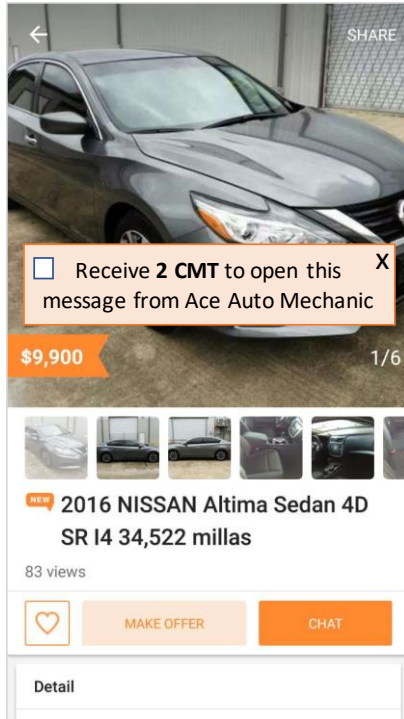 SHARE
Receive 2 CMT to open this X
message from Ace Auto Mechanic
$9,900
1/6
NEW 2016 NISSAN Altima Sedan 4D
SR I4 34,522 millas
83 views
MAKE OFFER
CHAT
Detail